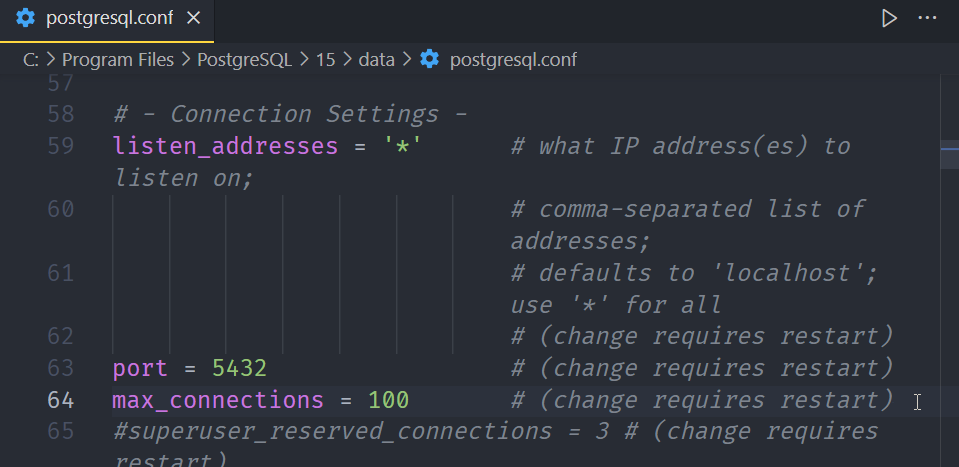 postgresql.conf
C: > Program Files > PostgreSQL > 15 > data > postgresql.conf
57
58 # - Connection Settings -
59 listen_addresses = '*' # what IP address(es) to
listen on;
60 # comma-separated list of
addresses;
61 # defaults to 'localhost';
use '*' for all
62 # (change requires restart)
63 port = 5432 # (change requires restart)
64 max_connections = 100 # (change requires restart)
65 #superuser_reserved_connections = 3 # (change requires
restart)